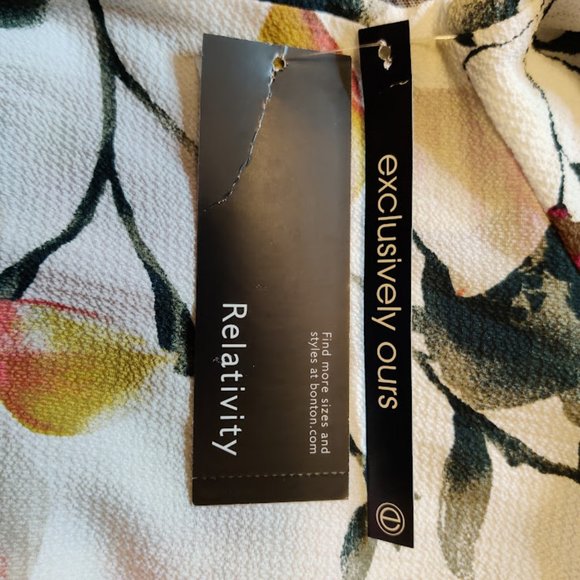 Relativity
Find more sizes and
styles at bonton.com
exclusively ours